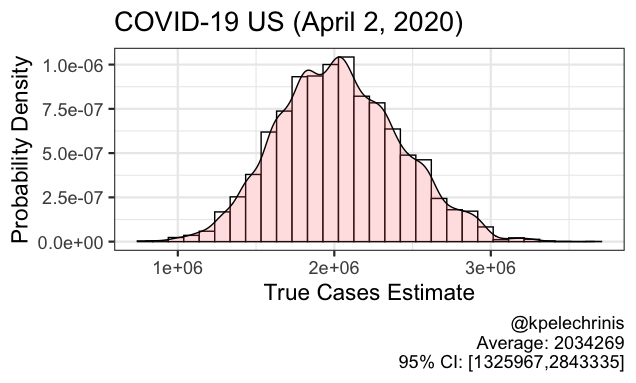 COVID-19 US (April 2, 2020)
Probability Density
1.0e-06
7.5e-07
5.0e-07
2.5e-07
0.0e+00
1e+06 2e+06 3e+06
True Cases Estimate
@kpelechrinis
Average: 2034269
95% CI: [1325967,2843335]